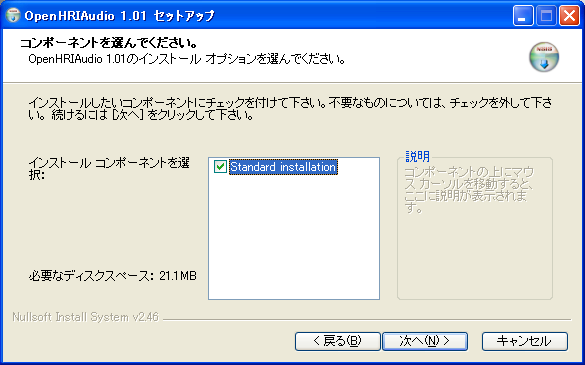 OpenHRIAudio 1.01 セットアップ
コンポーネントを選んでください。
OpenHRIAudio 1.01のインストール オプションを選んでください。
インストールしたいコンポーネントにチェックを付けて下さい。不要なものについては、チェックを外して下さ
い。 続けるには [次へ] をクリックして下さい。
インストール コンポーネントを選
択:
Standard installation
説明
コンポーネントの上にマウ
ス カーソルを移動すると、
ここに説明が表示されま
す。
必要なディスクスペース: 21.1MB
Nullsoft Install System v2.46
< 戻る(B)
次へ(N) >
キャンセル